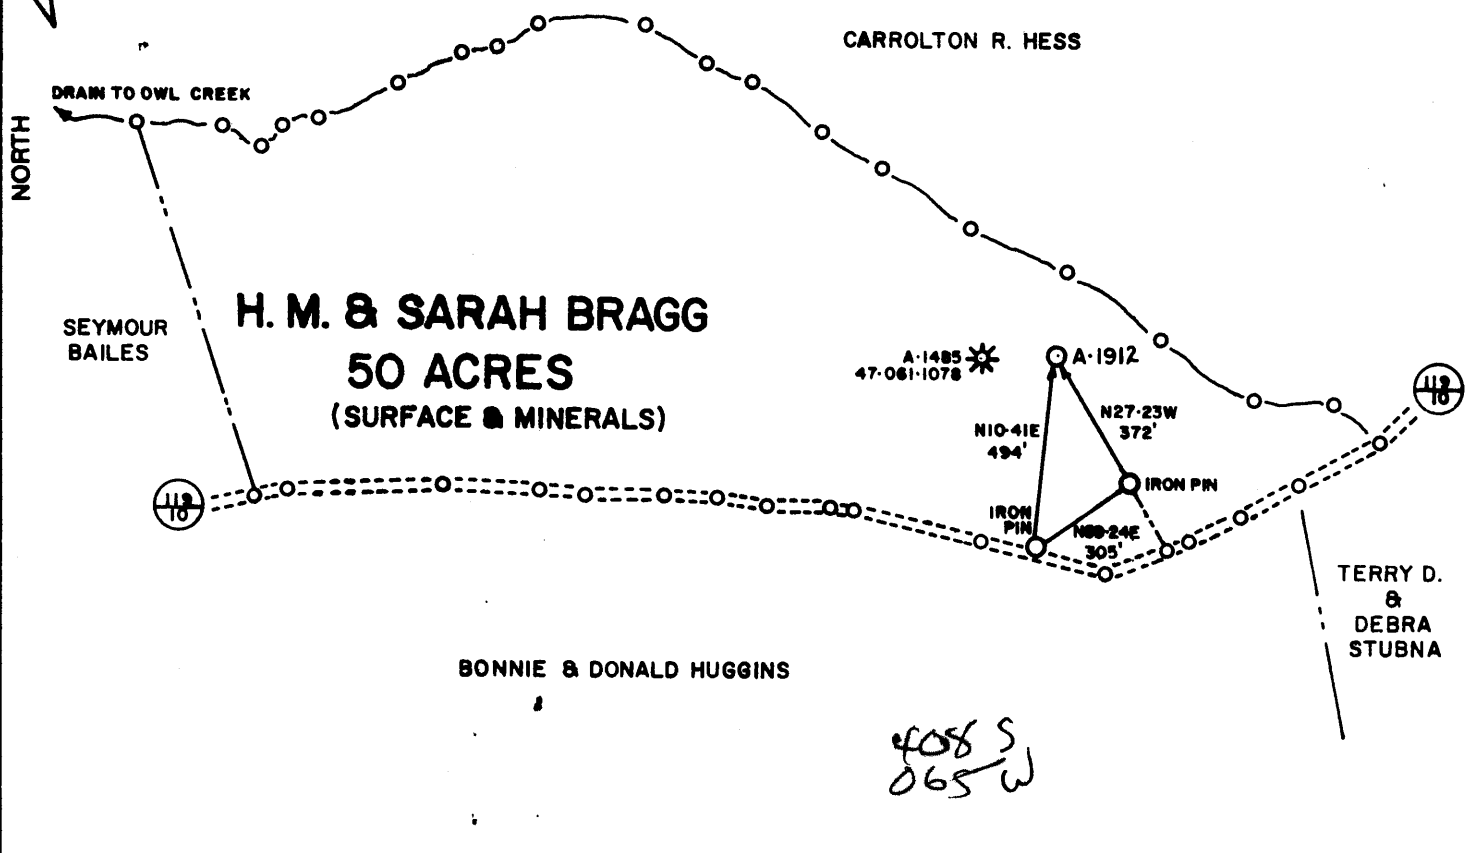 CARROLTON R. HESS
DRAIN TO OWL CREEK
NORTH
H. M. & SARAH BRAGG
50 ACRES
(SURFACE & MINERALS)
SEYMOUR
BAILES
A-1485
47-061-1078
A-1912
119
10
N27-23W
372'
N10-41E
494'
IRON PIN
119
10
IRON
PIN
24E
305'
TERRY D.
&
DEBRA
STUBNA
BONNIE & DONALD HUGGINS
408 S
065 W